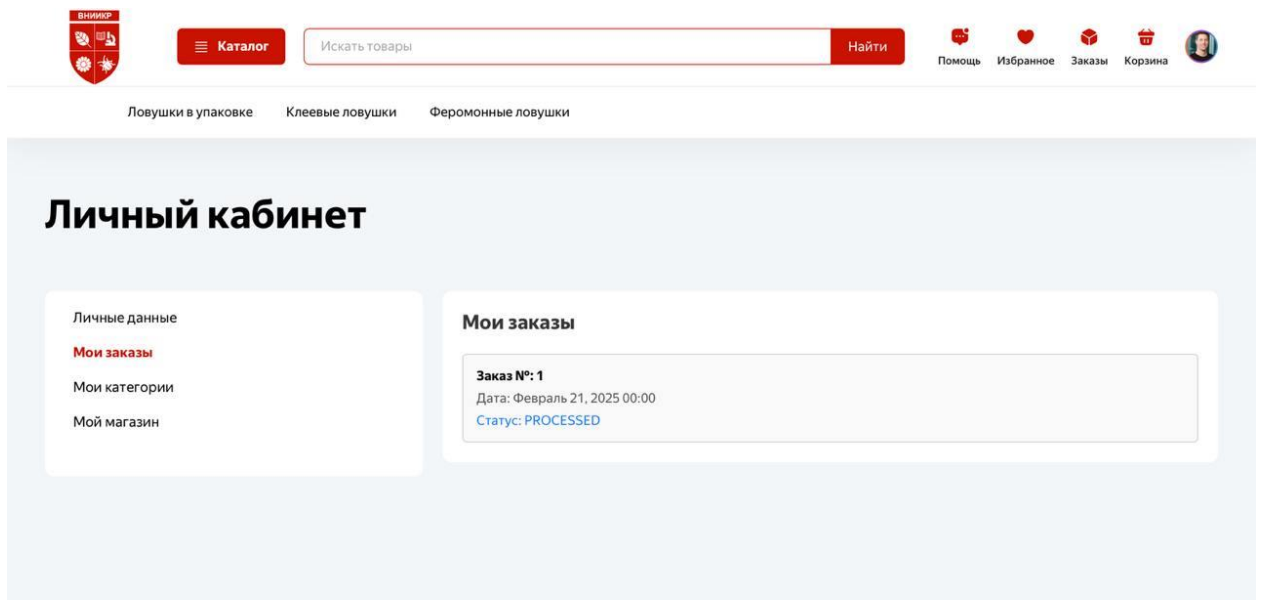 ВНИИКР
Каталог
Искать товары
Найти
Помощь
Избранное
Заказы
Корзина
Ловушки в упаковке
Клеевые ловушки
Феромонные ловушки
Личный кабинет
Личные данные
Мои заказы
Мои категории
Мой магазин
Мои заказы
Заказ №: 1
Дата: Февраль 21, 2025 00:00
Статус: PROCESSED